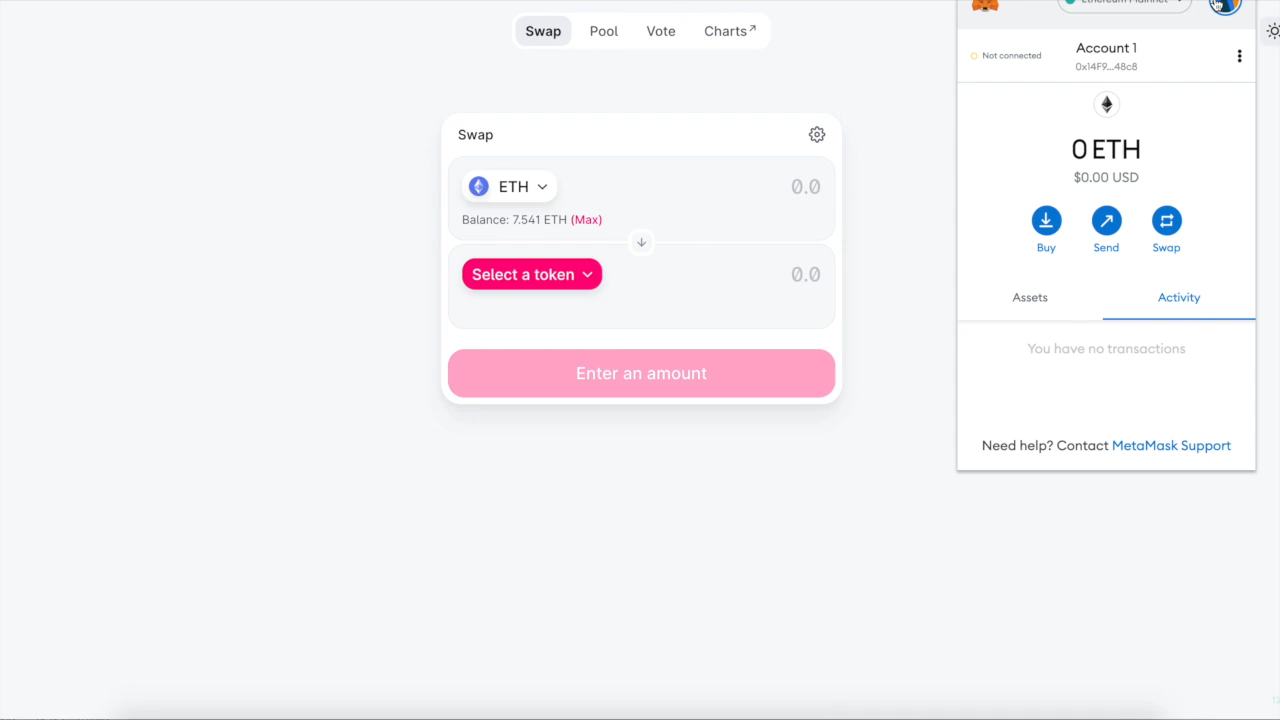 Swap
Pool
Vote
Charts↗
Swap
ETH
0.0
Balance: 7.541 ETH (Max)
Select a token
0.0
Enter an amount
Ethereum Mainnet
Not connected
Account 1
0x14F9...48c8
0 ETH
$0.00 USD
Buy
Send
Swap
Assets
Activity
You have no transactions
Need help? Contact MetaMask Support